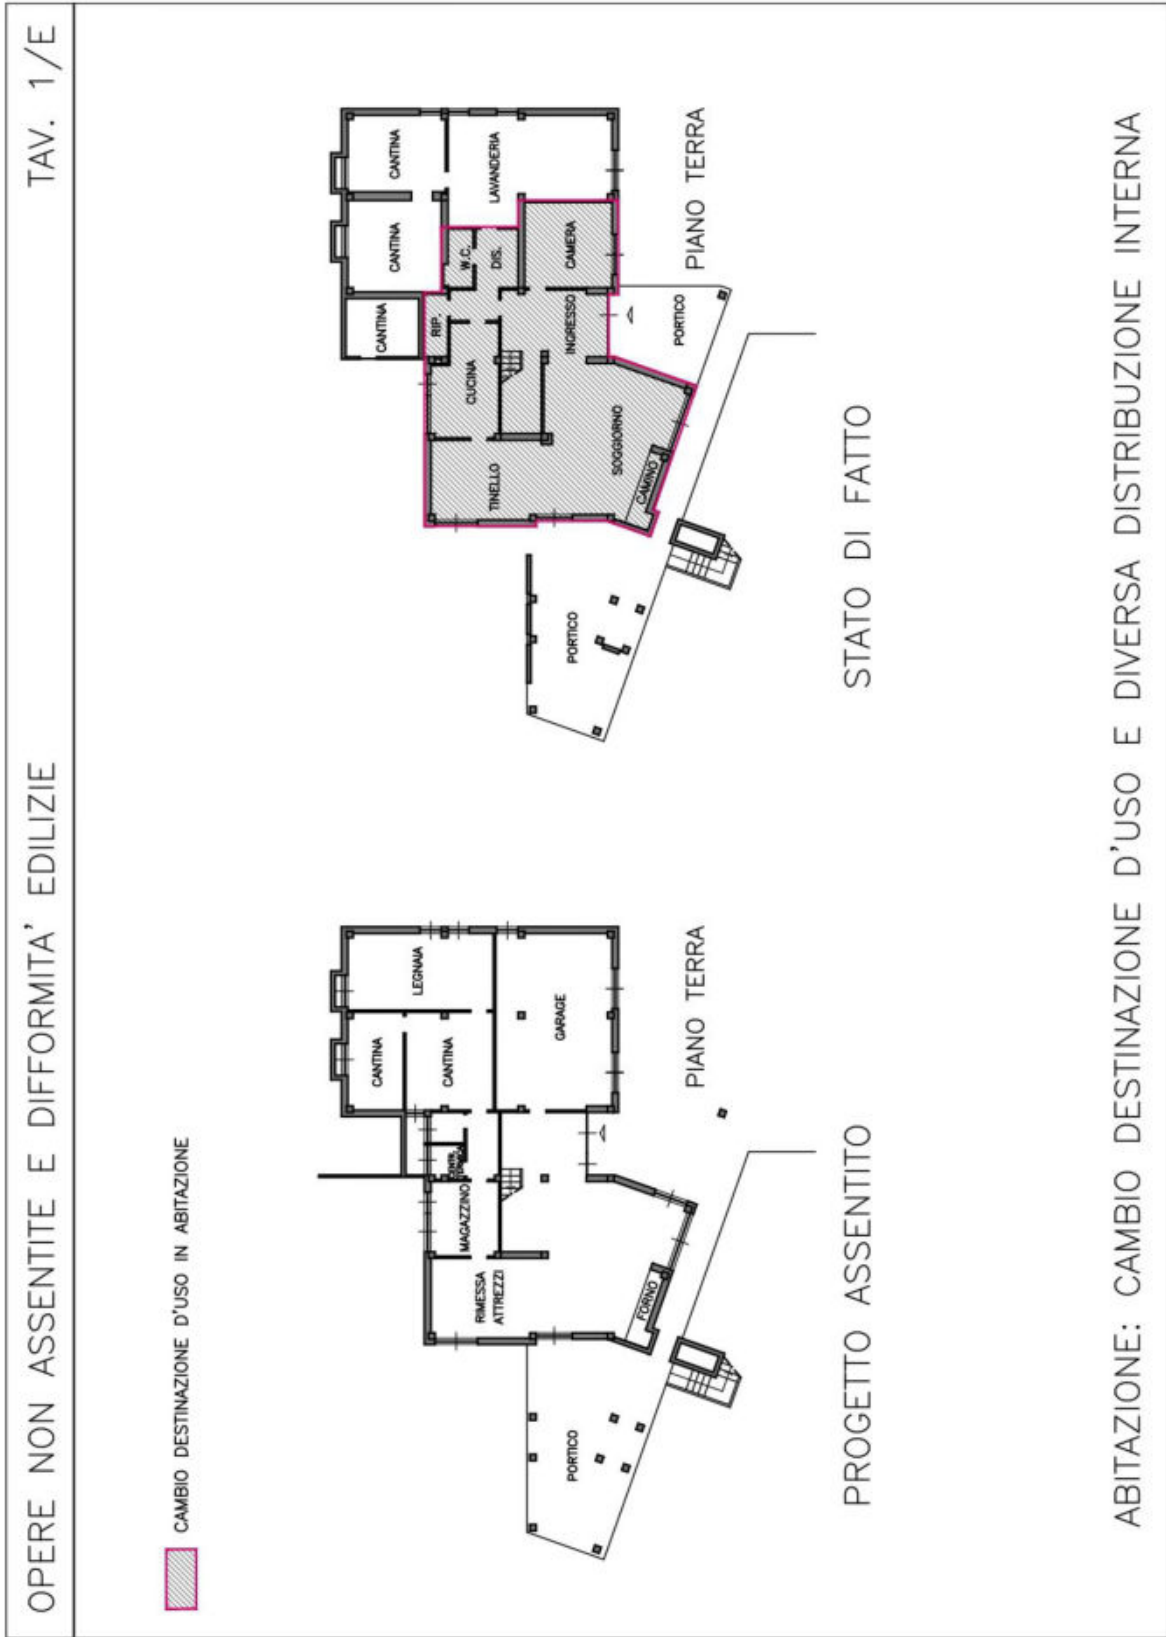 OPERE NON ASSENTITE E DIFFORMITA' EDILIZIE
TAV. 1/E
CAMBIO DESTINAZIONE D'USO IN ABITAZIONE
CANTINA
LEGNAIA
CANTINA
CENTR.
TERMICA
MAGAZZINO
RIMESSA
ATTREZZI
GARAGE
FORNO
PORTICO
PIANO TERRA
PROGETTO ASSENTITO
CANTINA
CANTINA
CANTINA
LAVANDERIA
RIP.
W.C.
DIS.
CUCINA
TINELLO
CAMERA
INGRESSO
SOGGIORNO
CAMINO
PORTICO
PORTICO
PIANO TERRA
STATO DI FATTO
ABITAZIONE: CAMBIO DESTINAZIONE D'USO E DIVERSA DISTRIBUZIONE INTERNA